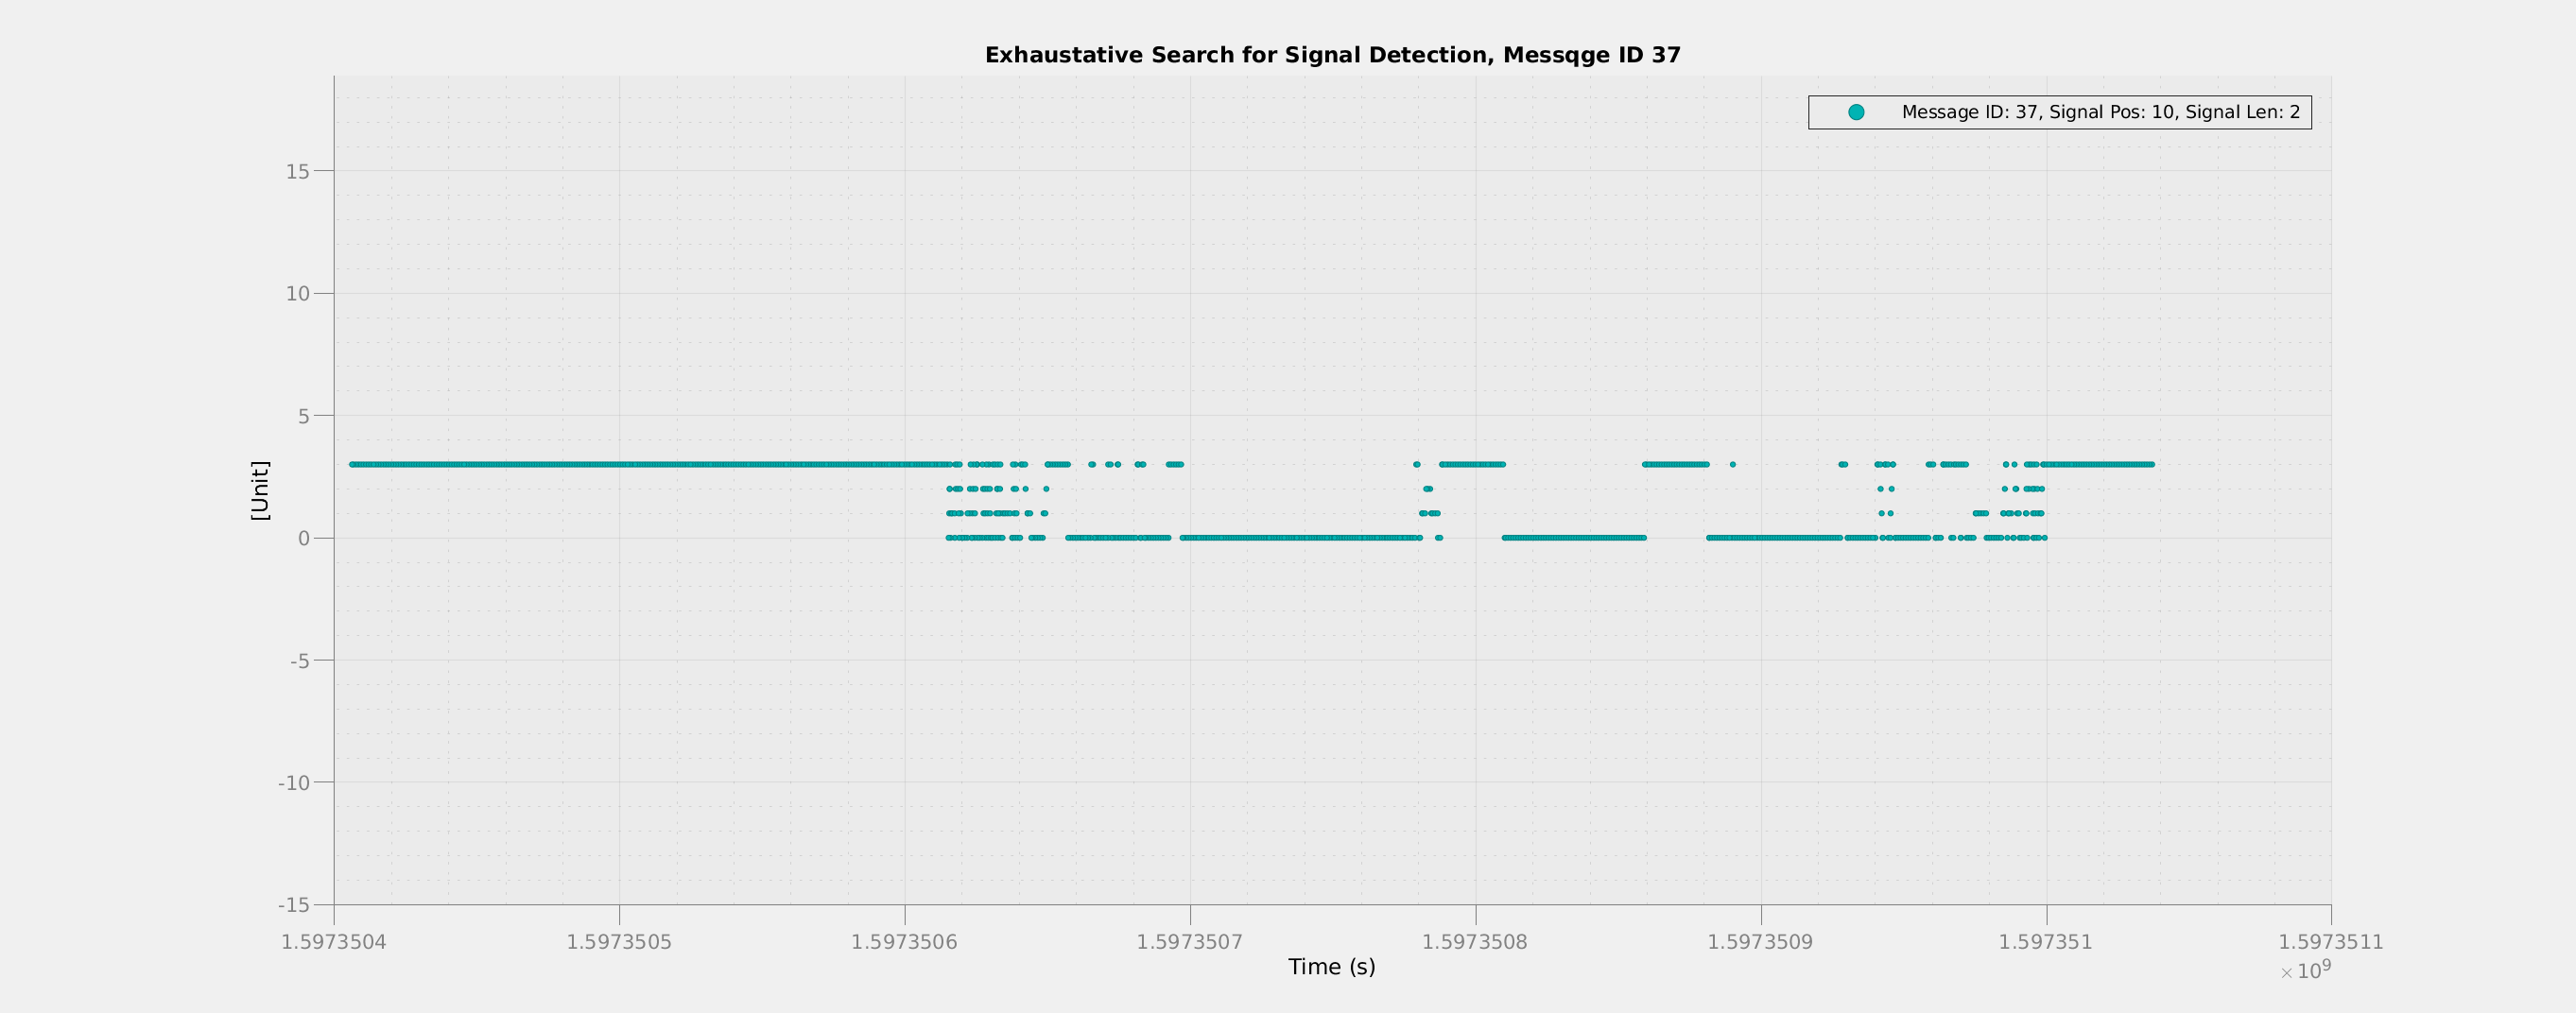 Exhaustative Search for Signal Detection, Messqge ID 37
Message ID: 37, Signal Pos: 10, Signal Len: 2
15
10
5
0
-5
-10
-15
[Unit]
1.5973504 1.5973505 1.5973506 1.5973507 1.5973508 1.5973509 1.597351 1.5973511
Time (s)
× 10⁹